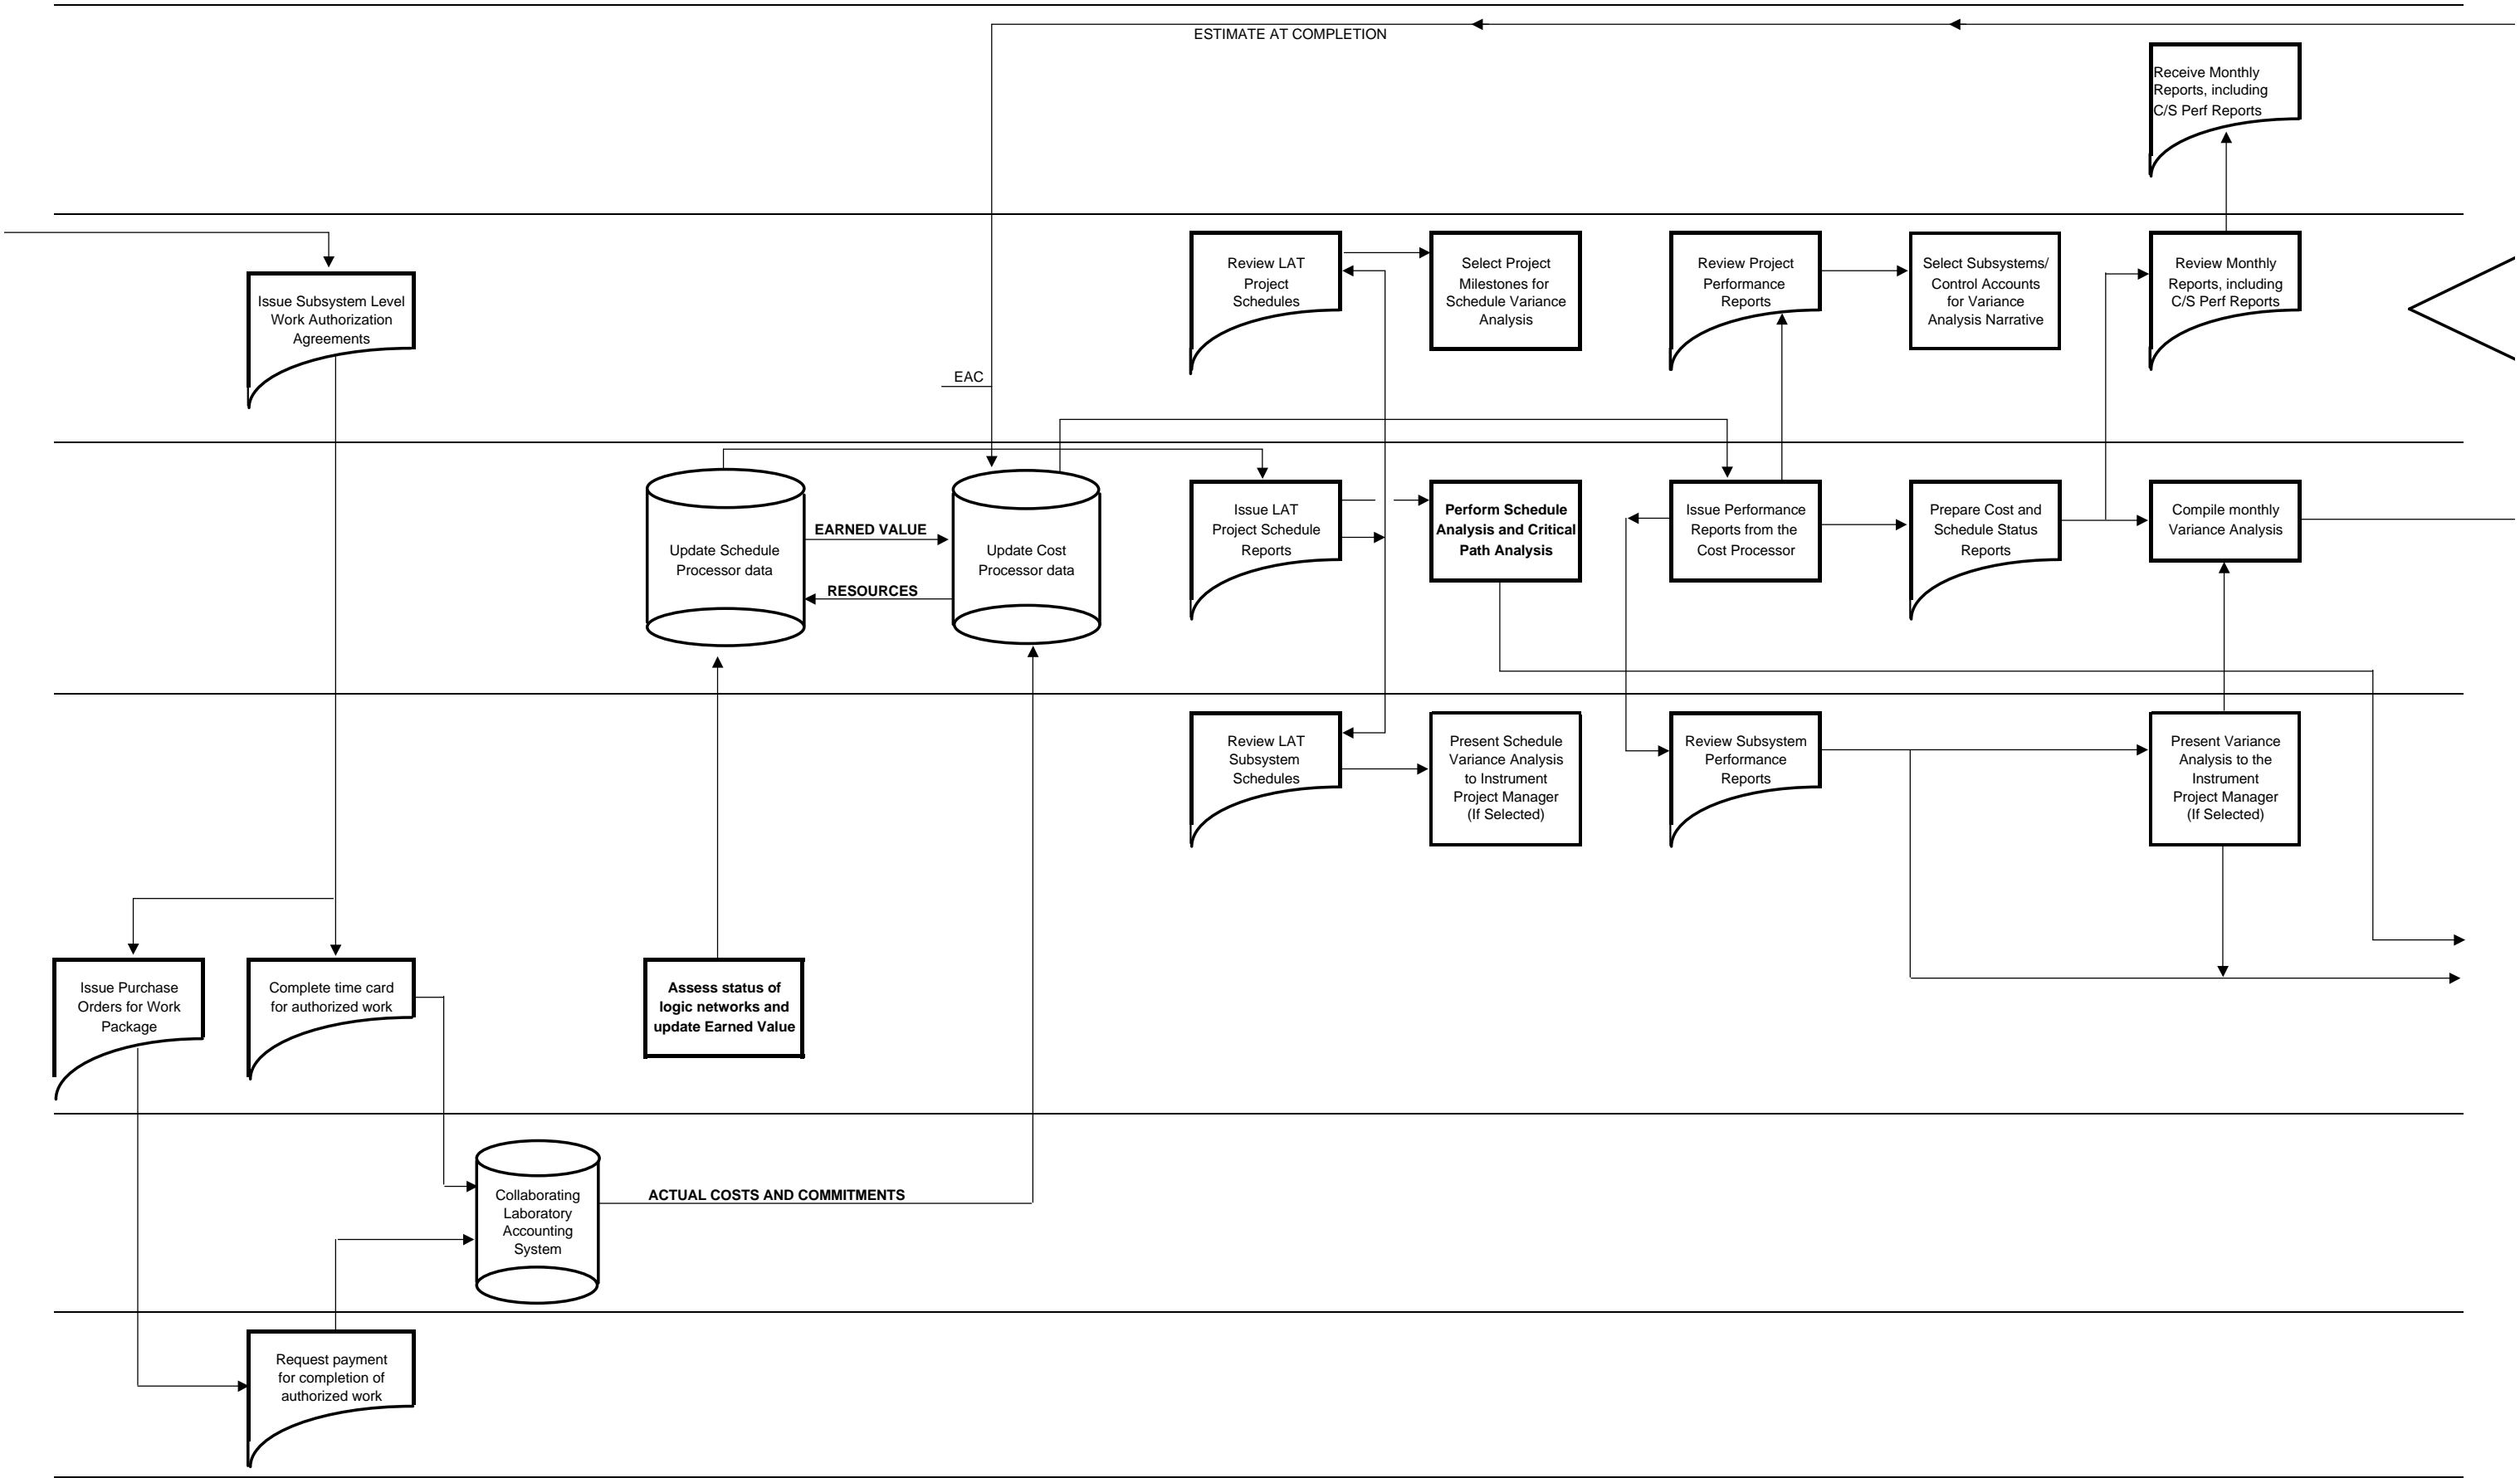 ESTIMATE AT COMPLETION
Receive Monthly
Reports, including
C/S Perf Reports
Issue Subsystem Level
Work Authorization
Agreements
Review LAT
Project
Schedules
Select Project
Milestones for
Schedule Variance
Analysis
Review Project
Performance
Reports
Select Subsystems/
Control Accounts
for Variance
Analysis Narrative
Review Monthly
Reports, including
C/S Perf Reports
EAC
Update Schedule
Processor data
EARNED VALUE
RESOURCES
Update Cost
Processor data
Issue LAT
Project Schedule
Reports
Perform Schedule
Analysis and Critical
Path Analysis
Issue Performance
Reports from the
Cost Processor
Prepare Cost and
Schedule Status
Reports
Compile monthly
Variance Analysis
Review LAT
Subsystem
Schedules
Present Schedule
Variance Analysis
to Instrument
Project Manager
(If Selected)
Review Subsystem
Performance
Reports
Present Variance
Analysis to the
Instrument
Project Manager
(If Selected)
Issue Purchase
Orders for Work
Package
Complete time card
for authorized work
Assess status of
logic networks and
update Earned Value
Collaborating
Laboratory
Accounting
System
ACTUAL COSTS AND COMMITMENTS
Request payment
for completion of
authorized work